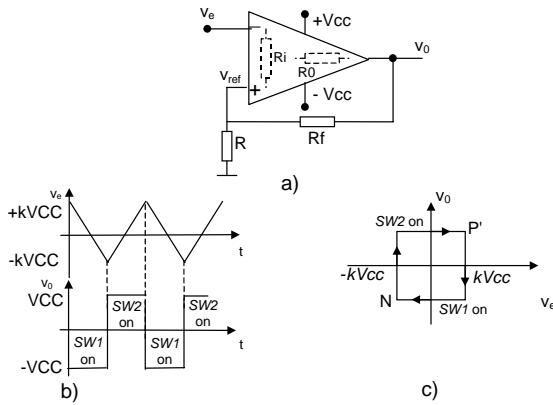 ve
+Vcc
Ri
R0
v0
vref
- Vcc
R
Rf
a)
ve
+kVCC
-kVCC
t
v0
VCC
SW2 on
SW2 on
SW1 on
SW1 on
t
-VCC
b)
v0
SW2 on
P'
-kVcc
kVcc
N
SW1 on
ve
c)